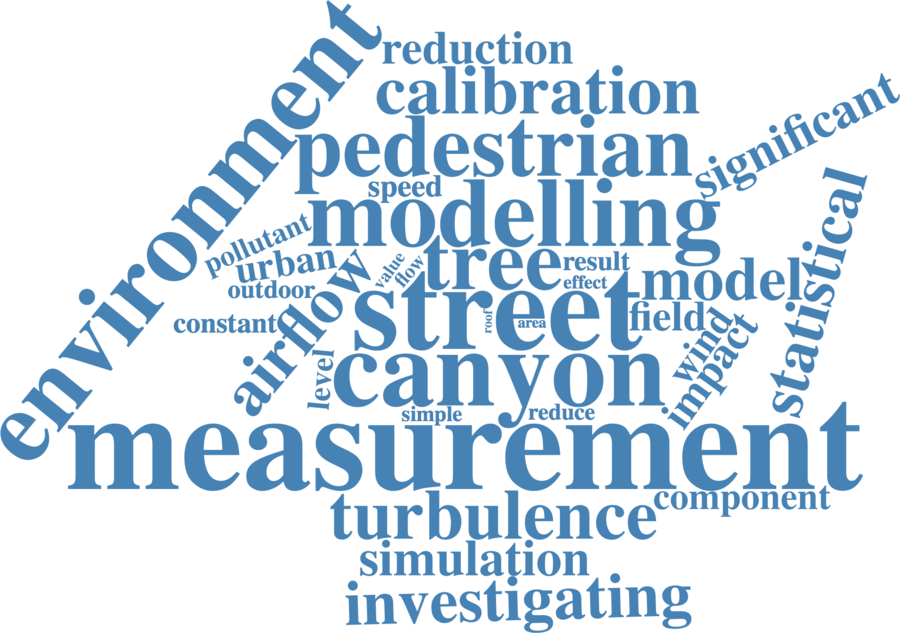 environment
reduction
calibration
pedestrian
significant
speed
modelling
pollutant
urban
value
flow
tree
result
effect
model
statistical
outdoor
constant
airflow
street
roof
area
field
wind
impact
level
canyon
simple
reduce
measurement
component
turbulence
simulation
investigating